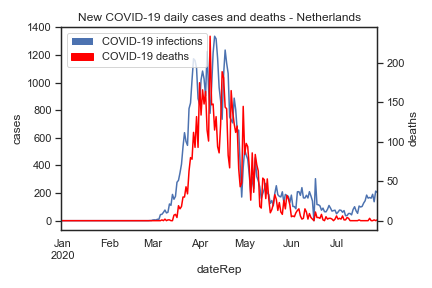 New COVID-19 daily cases and deaths - Netherlands
COVID-19 infections
COVID-19 deaths
1400
1200
1000
800
600
400
200
0
cases
200
150
100
50
0
deaths
Jan Feb Mar Apr May Jun Jul
2020
dateRep